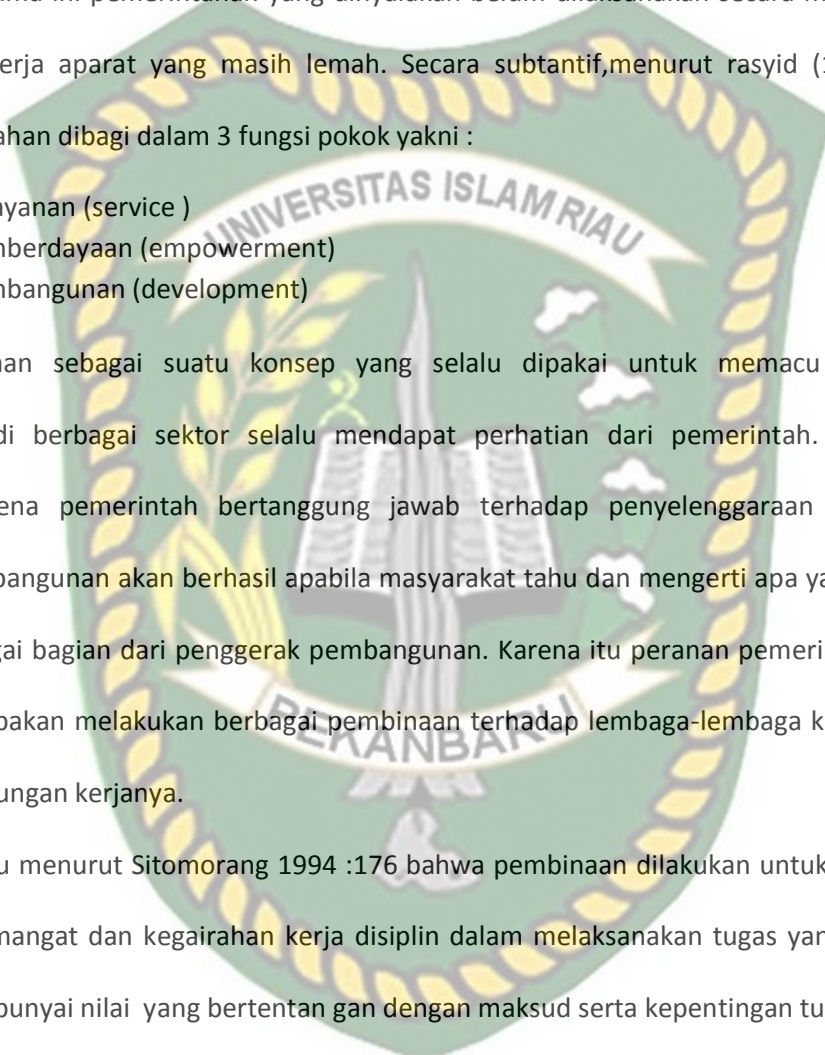 ini pemerintahan yang dinyatakan belum dilaksanakan secara
erja aparat yang masih lemah. Secara subtantif,menurut rasyid (1
ahan dibagi dalam 3 fungsi pokok yakni :
UNIVERSITAS ISLAM RIAU
ayanan (service )
nberdayaan (empowerment)
nbangunan (development)
nan sebagai suatu konsep yang selalu dipakai untuk memacu
di berbagai sektor selalu mendapat perhatian dari pemerintah.
ena pemerintah bertanggung jawab terhadap penyelenggaraan
bangunan akan berhasil apabila masyarakat tahu dan mengerti apa ya
gai bagian dari penggerak pembangunan. Karena itu peranan pemeri
pakan melakukan berbagai pembinaan terhadap lembaga-lembaga k
PEKANBARU
ungan kerjanya.
u menurut Sitomorang 1994 :176 bahwa pembinaan dilakukan untuk
mangat dan kegairahan kerja disiplin dalam melaksanakan tugas yan
punyai nilai yang bertentan gan dengan maksud serta kepentingan tu